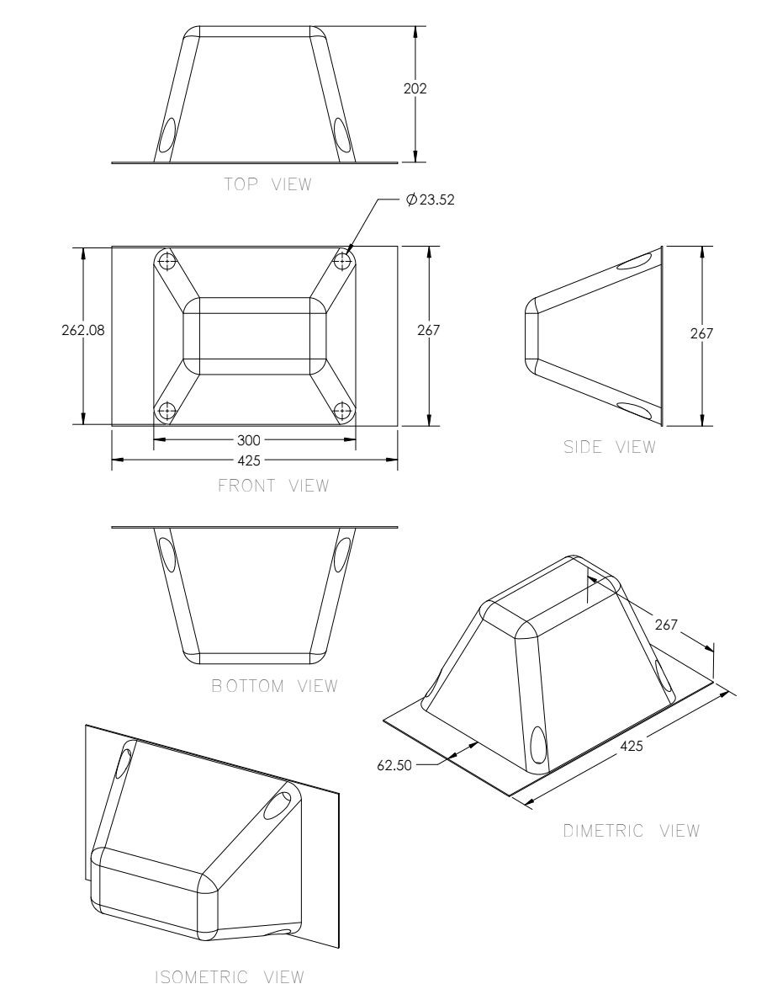 202
TOP VIEW
Ø23.52
262.08
267
267
300
425
SIDE VIEW
FRONT VIEW
267
BOTTOM VIEW
425
62.50
DIMETRIC VIEW
ISOMETRIC VIEW